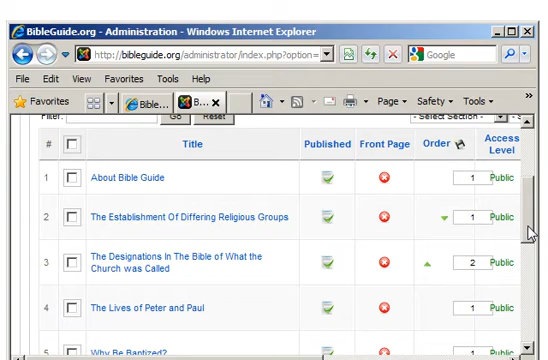 BibleGuide.org - Administration - Windows Internet Explorer
http://bibleguide.org/administrator/index.php?option=
Google
File Edit View Favorites Tools Help
Favorites
Bible...
B...
Page Safety Tools
Filter: Go Reset - Select Section - - S
# Title Published Front Page Order Access
Level
1 About Bible Guide 1 Public
2 The Establishment Of Differing Religious Groups 1 Public
3 The Designations In The Bible of What the
Church was Called 2 Public
4 The Lives of Peter and Paul 1 Public
5 Why Be Baptized?